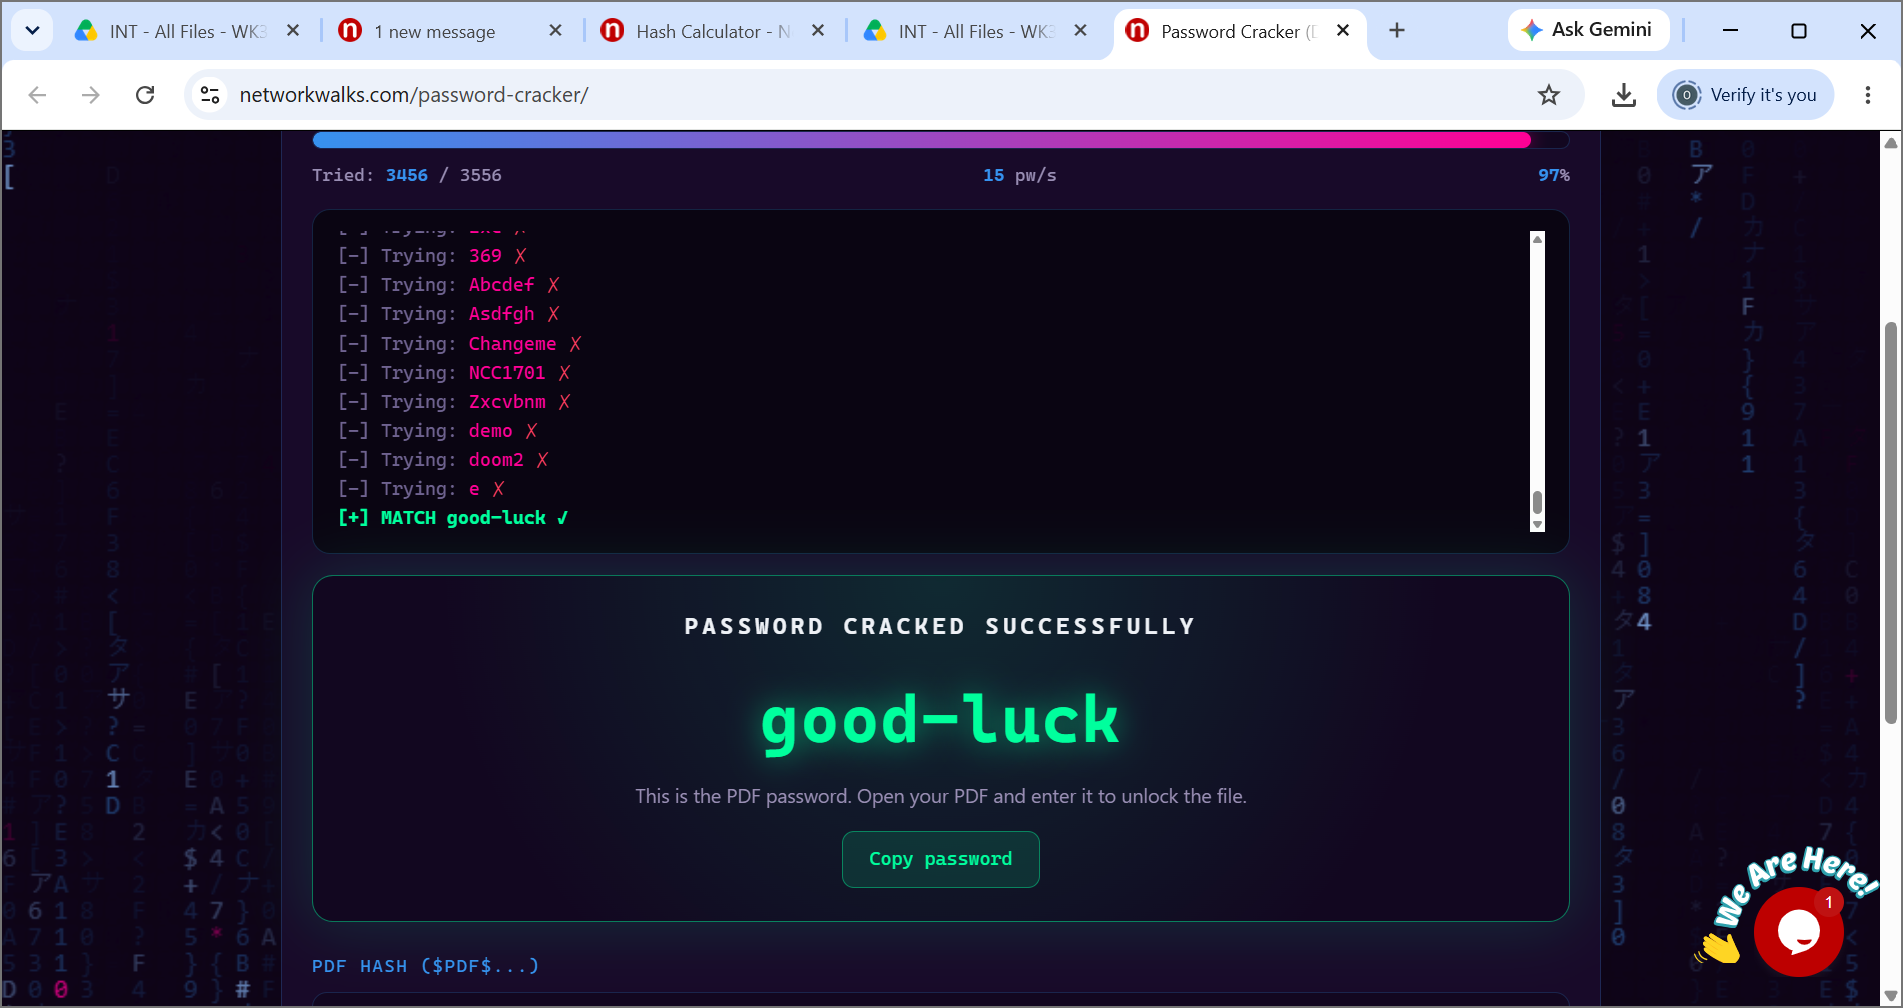 INT - All Files - WK3
1 new message
Hash Calculator - N
INT - All Files - WK3
Password Cracker (D
Ask Gemini
networkwalks.com/password-cracker/
Verify it's you
Tried: 3456 / 3556
15 pw/s
97%
[-] Trying: 369 ✗
[-] Trying: Abcdef ✗
[-] Trying: Asdfgh ✗
[-] Trying: Changeme ✗
[-] Trying: NCC1701 ✗
[-] Trying: Zxcvbnm ✗
[-] Trying: demo ✗
[-] Trying: doom2 ✗
[-] Trying: e ✗
[+] MATCH good-luck ✓
PASSWORD CRACKED SUCCESSFULLY
good-luck
This is the PDF password. Open your PDF and enter it to unlock the file.
Copy password
We Are Here!
1
PDF HASH ($PDF$...)